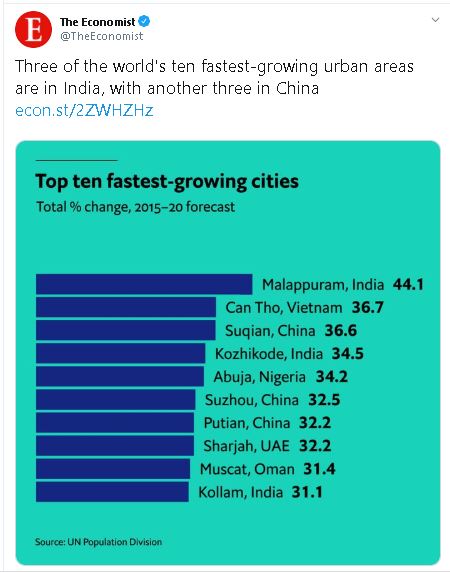 The Economist
@TheEconomist
Three of the world's ten fastest-growing urban areas
are in India, with another three in China
econ.st/2ZWHZHz
Top ten fastest-growing cities
Total % change, 2015–20 forecast
Malappuram, India 44.1
Can Tho, Vietnam 36.7
Suqian, China 36.6
Kozhikode, India 34.5
Abuja, Nigeria 34.2
Suzhou, China 32.5
Putian, China 32.2
Sharjah, UAE 32.2
Muscat, Oman 31.4
Kollam, India 31.1
Source: UN Population Division